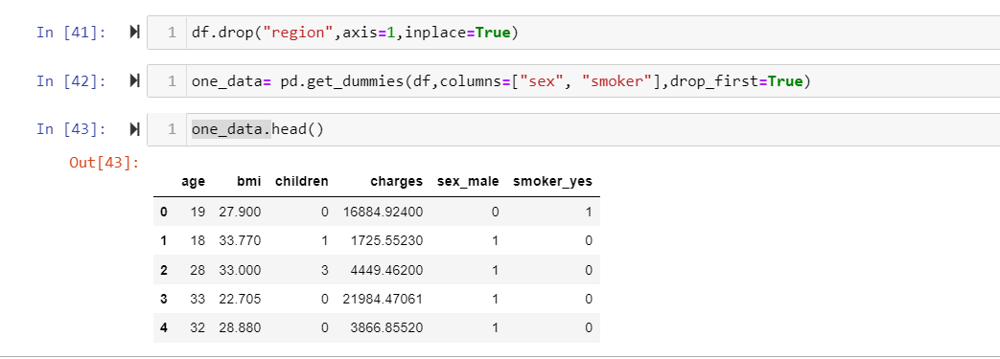 In [41]: 1 df.drop("region",axis=1,inplace=True)
In [42]: 1 one_data= pd.get_dummies(df,columns=["sex", "smoker"],drop_first=True)
In [43]: 1 one_data.head()
Out[43]:
age bmi children charges sex_male smoker_yes
0 19 27.900 0 16884.92400 0 1
1 18 33.770 1 1725.55230 1 0
2 28 33.000 3 4449.46200 1 0
3 33 22.705 0 21984.47061 1 0
4 32 28.880 0 3866.85520 1 0